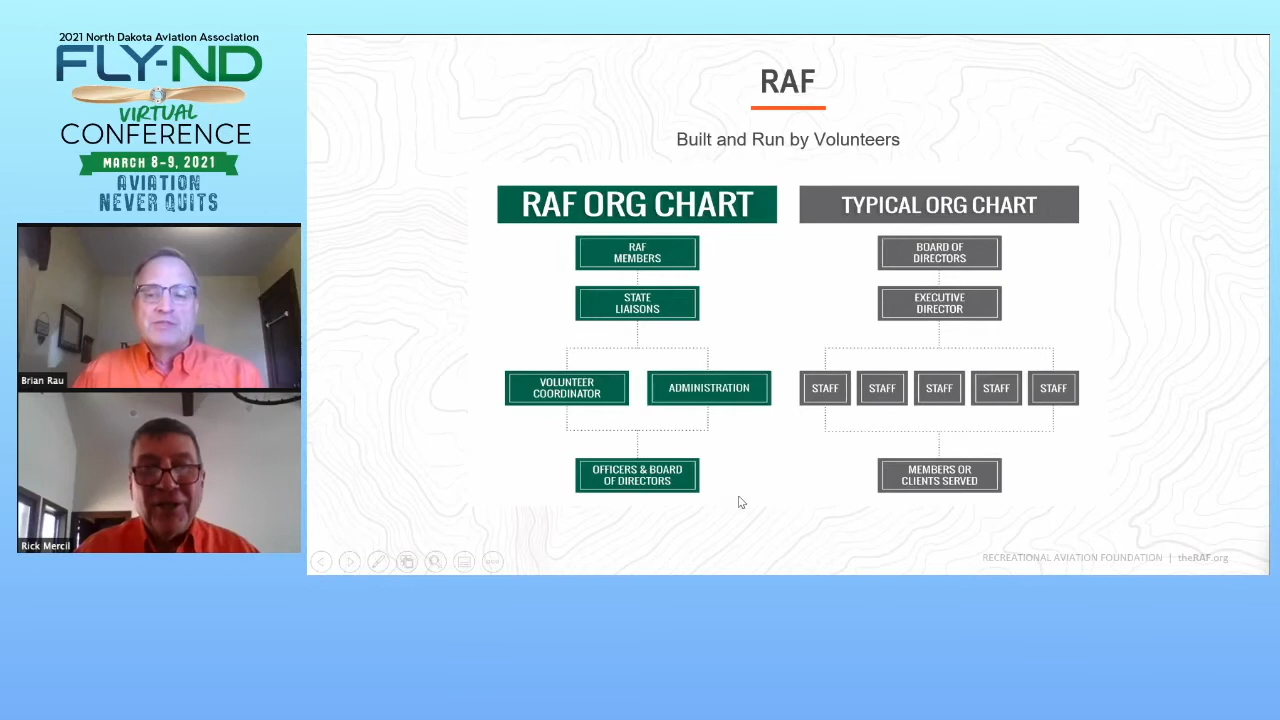 2021 North Dakota Aviation Association
FLY-ND
VIRTUAL
CONFERENCE
MARCH 8-9, 2021
AVIATION
NEVER QUITS
Brian Rau
Rick Mercil
RAF
Built and Run by Volunteers
RAF ORG CHART
RAF
MEMBERS
STATE
LIAISONS
VOLUNTEER
COORDINATOR
ADMINISTRATION
OFFICERS & BOARD
OF DIRECTORS
TYPICAL ORG CHART
BOARD OF
DIRECTORS
EXECUTIVE
DIRECTOR
STAFF
STAFF
STAFF
STAFF
STAFF
MEMBERS OR
CLIENTS SERVED
RECREATIONAL AVIATION FOUNDATION | theRAF.org